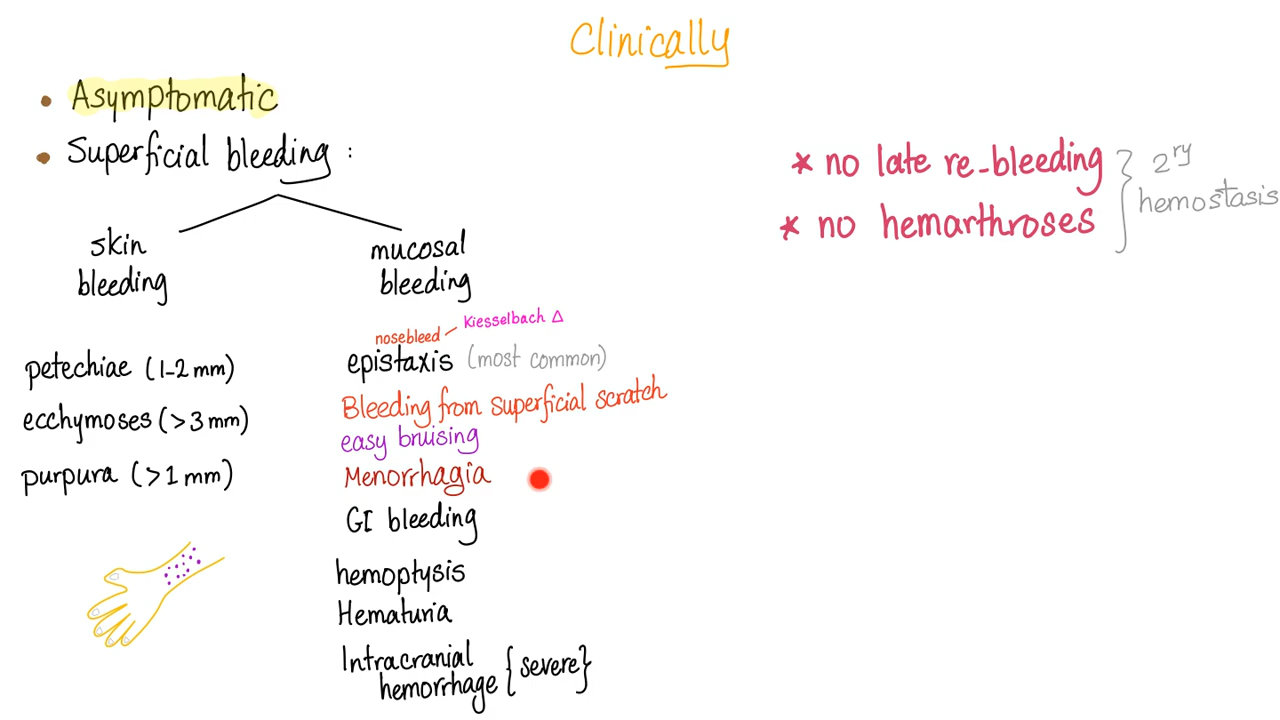 Clinically
• Asymptomatic
• Superficial bleeding :
skin
bleeding
petechiae (1-2 mm)
ecchymoses (>3 mm)
purpura (>1 mm)
mucosal
bleeding
nosebleed - Kiesselbach Δ
epistaxis (most common)
Bleeding from superficial scratch
easy bruising
Menorrhagia
GI bleeding
hemoptysis
Hematuria
Intracranial
hemorrhage {severe}
* no late re-bleeding
* no hemarthroses
} 2ry
hemostasis